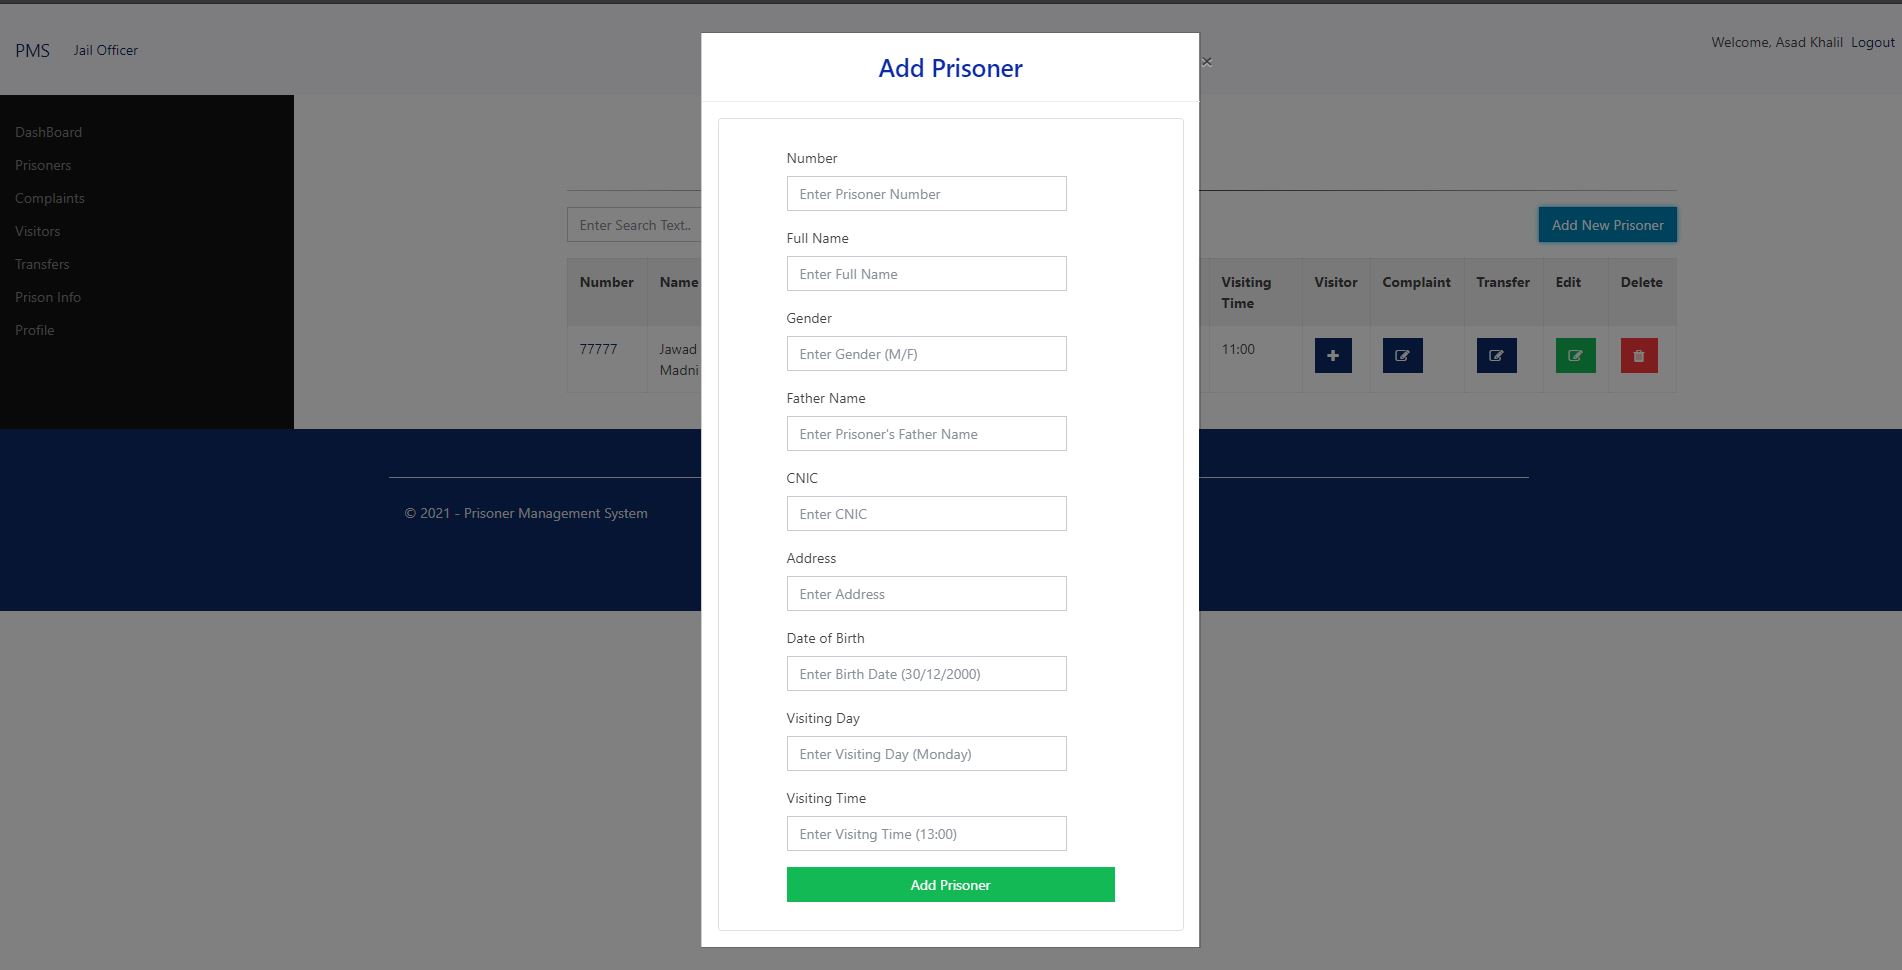 PMS
Jail Officer
Welcome, Asad Khalil Logout
DashBoard
Prisoners
Complaints
Visitors
Transfers
Prison Info
Profile
Enter Search Text..
Add New Prisoner
Number Name Visiting Time Visitor Complaint Transfer Edit Delete
77777 Jawad Madni 11:00
© 2021 - Prisoner Management System
Add Prisoner
×
Number
Enter Prisoner Number
Full Name
Enter Full Name
Gender
Enter Gender (M/F)
Father Name
Enter Prisoner's Father Name
CNIC
Enter CNIC
Address
Enter Address
Date of Birth
Enter Birth Date (30/12/2000)
Visiting Day
Enter Visiting Day (Monday)
Visiting Time
Enter Visitng Time (13:00)
Add Prisoner